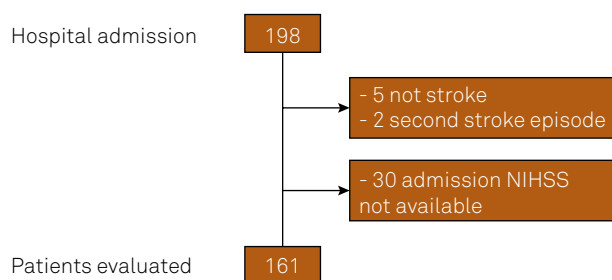 Hospital admission
198
- 5 not stroke
- 2 second stroke episode
- 30 admission NIHSS
not available
Patients evaluated
161